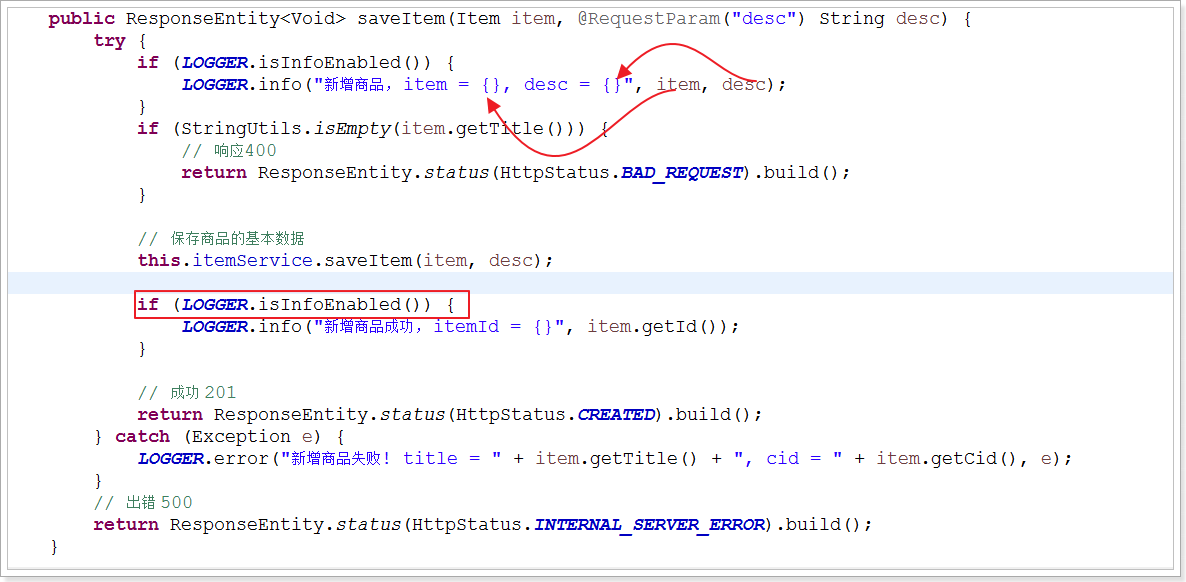 public ResponseEntity<Void> saveItem(Item item, @RequestParam("desc") String desc) {
try {
if (LOGGER.isInfoEnabled()) {
LOGGER.info("新增商品，item = {}, desc = {}", item, desc);
}
if (StringUtils.isEmpty(item.getTitle())) {
// 响应400
return ResponseEntity.status(HttpStatus.BAD_REQUEST).build();
}
// 保存商品的基本数据
this.itemService.saveItem(item, desc);
if (LOGGER.isInfoEnabled()) {
LOGGER.info("新增商品成功，itemId = {}", item.getId());
}
// 成功 201
return ResponseEntity.status(HttpStatus.CREATED).build();
} catch (Exception e) {
LOGGER.error("新增商品失败！title = " + item.getTitle() + ", cid = " + item.getCid(), e);
}
// 出错 500
return ResponseEntity.status(HttpStatus.INTERNAL_SERVER_ERROR).build();
}